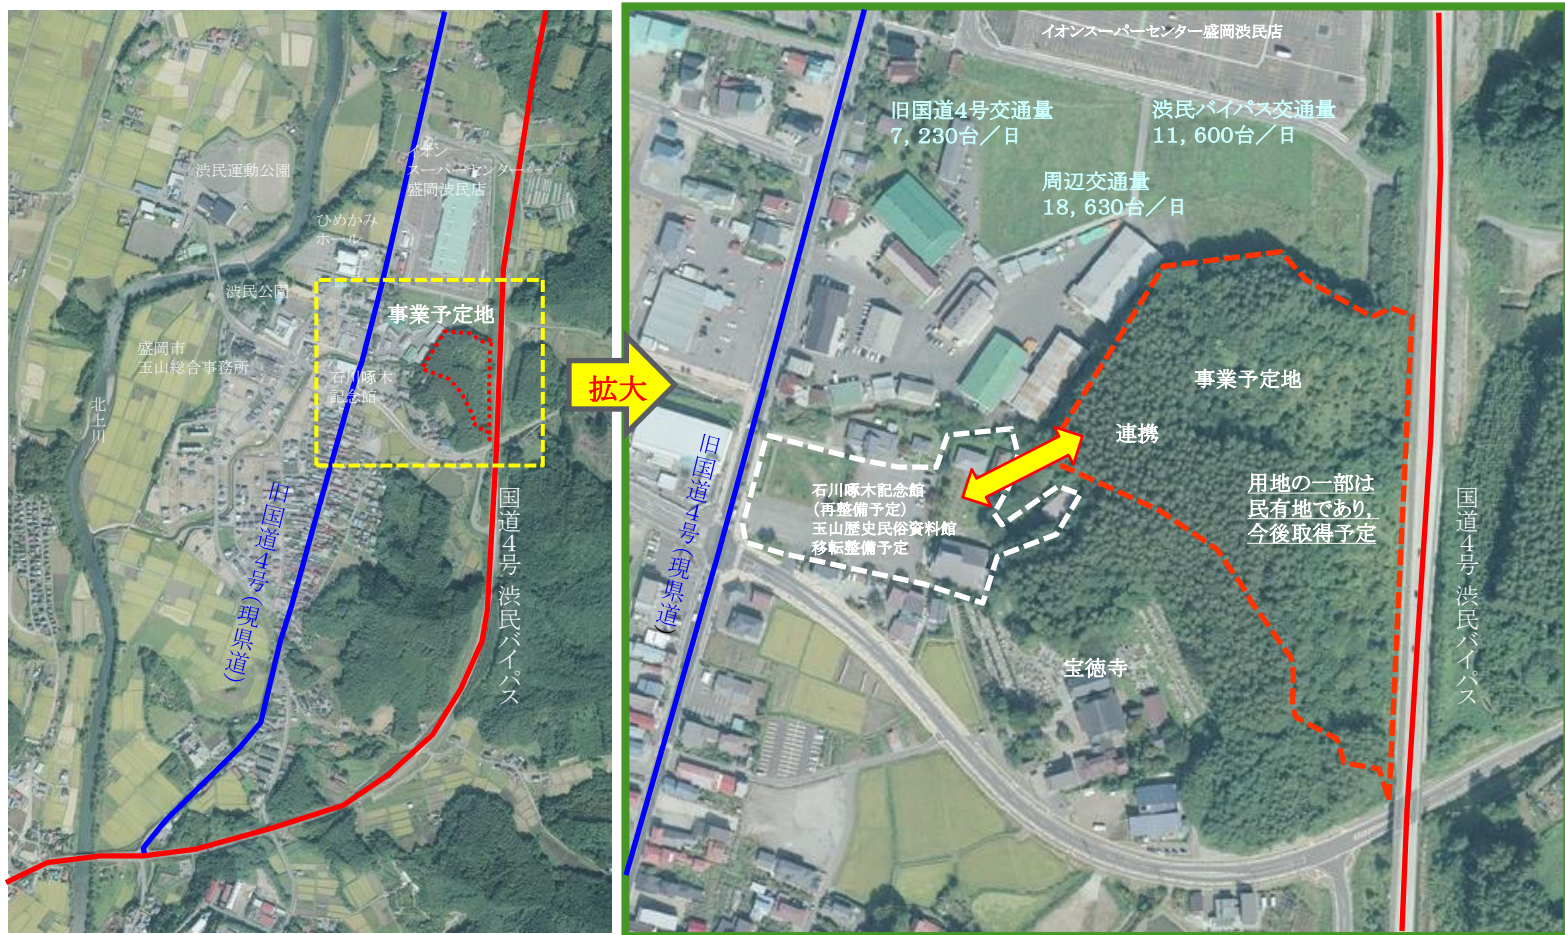 イオン
スーパーセンター
盛岡渋民店
渋民運動公園
ひめかみ
ホール
渋民公園
事業予定地
盛岡市
玉山総合事務所
石川啄木
記念館
北上川
旧国道4号(現県道)
国道4号 渋民バイパス
拡大
イオンスーパーセンター盛岡渋民店
旧国道4号交通量
7,230台/日
渋民バイパス交通量
11,600台/日
周辺交通量
18,630台/日
事業予定地
連携
旧国道4号(現県道)
石川啄木記念館
(再整備予定)
玉山歴史民俗資料館
移転整備予定
用地の一部は
民有地であり、
今後取得予定
国道4号 渋民バイパス
宝徳寺